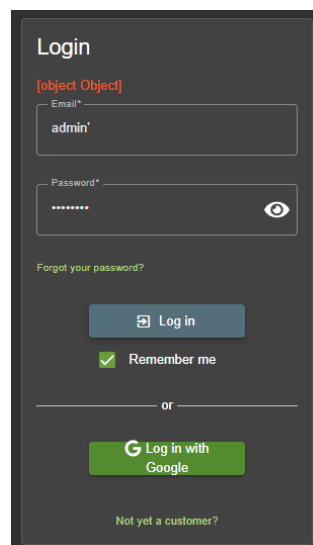 Login
[object Object]
Email*
admin'
Password*
••••••••
Forgot your password?
Log in
Remember me
or
G Log in with
Google
Not yet a customer?